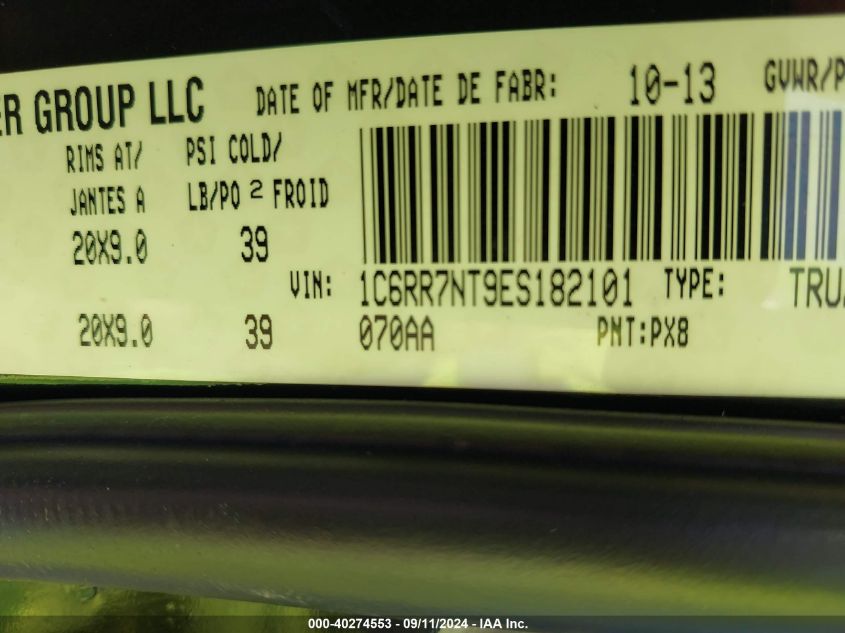 ER GROUP LLC DATE OF MFR/DATE DE FABR: 10-13 GVWR/P
RIMS AT/ PSI COLD/
JANTES A LB/PO 2 FROID
20X9.0 39
VIN: 1C6RR7NT9ES182101 TYPE: TRU
20X9.0 39 070AA PNT:PX8
000-40274553 - 09/11/2024 - IAA Inc.